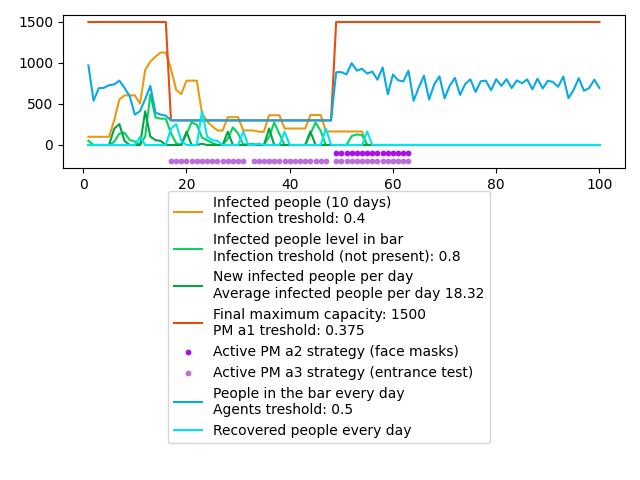 1500
1000
500
0
0
20
40
60
80
100
Infected people (10 days)
Infection treshold: 0.4
Infected people level in bar
Infection treshold (not present): 0.8
New infected people per day
Average infected people per day 18.32
Final maximum capacity: 1500
PM a1 treshold: 0.375
Active PM a2 strategy (face masks)
Active PM a3 strategy (entrance test)
People in the bar every day
Agents treshold: 0.5
Recovered people every day